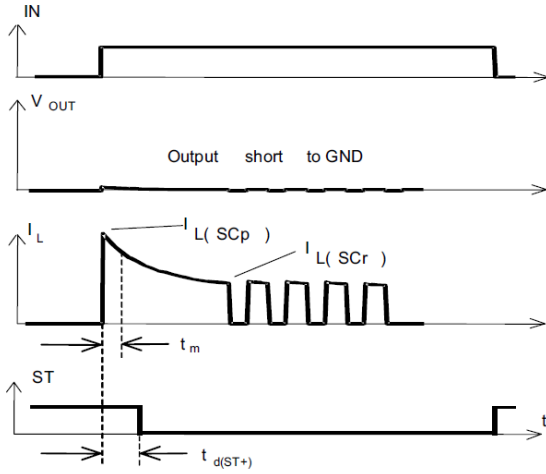 IN
t
V OUT
Output short to GND
t
I L
I L( SCp )
I L( SCr )
t
t m
ST
t
t d(ST+)